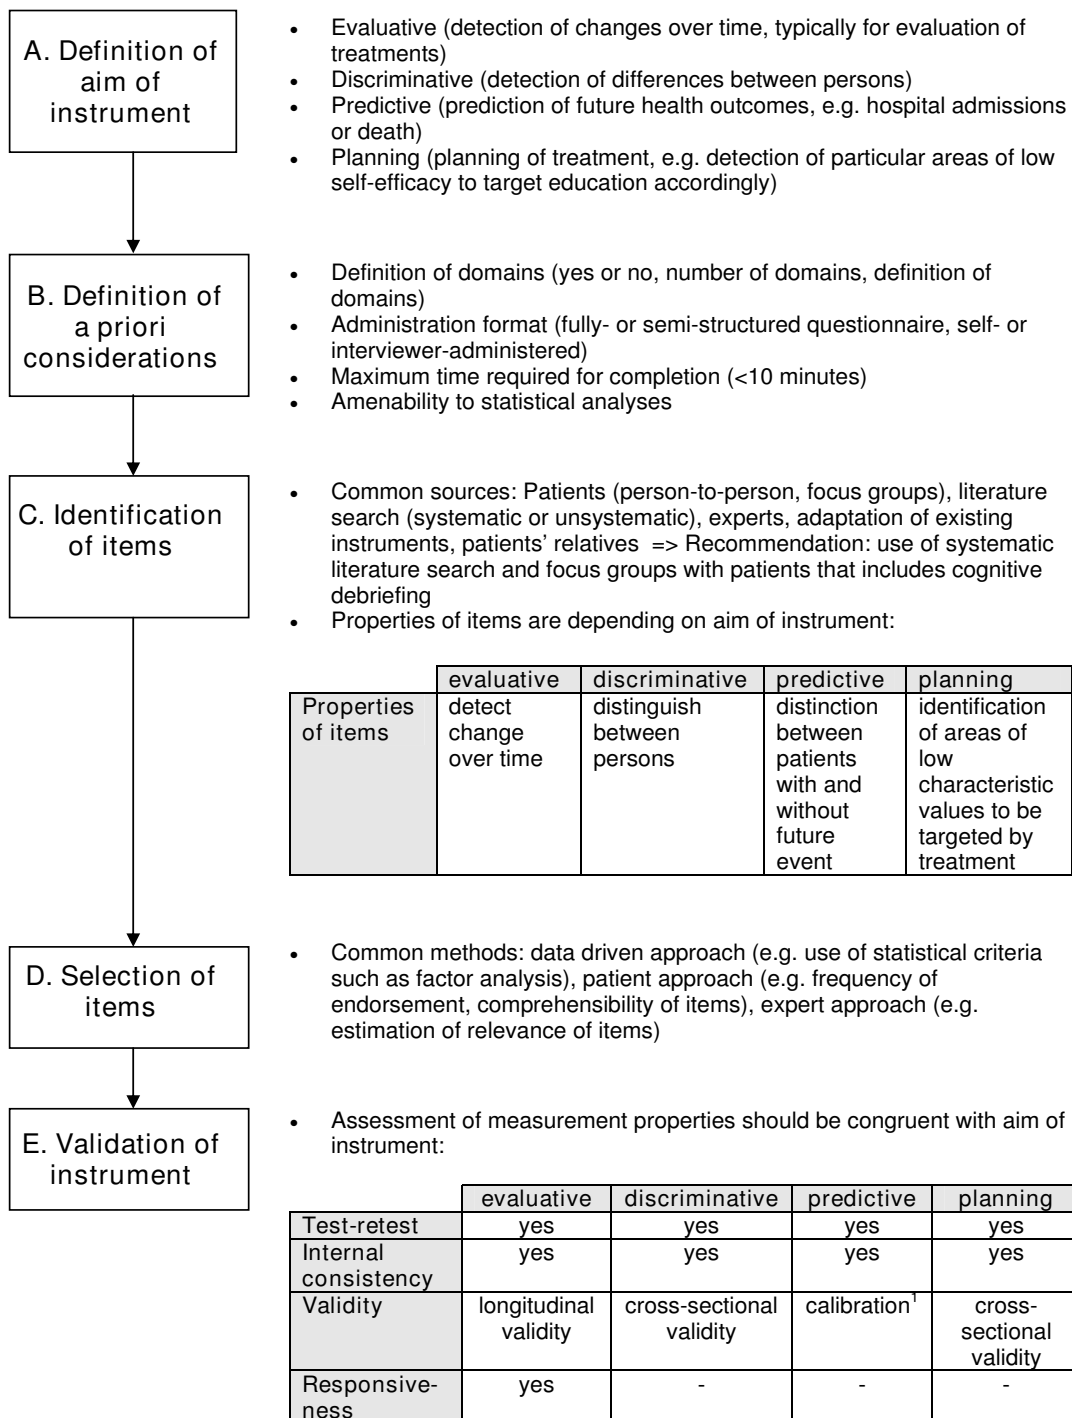 A. Definition of
aim of
instrument
• Evaluative (detection of changes over time, typically for evaluation of
treatments)
• Discriminative (detection of differences between persons)
• Predictive (prediction of future health outcomes, e.g. hospital admissions
or death)
• Planning (planning of treatment, e.g. detection of particular areas of low
self-efficacy to target education accordingly)
B. Definition of
a priori
considerations
• Definition of domains (yes or no, number of domains, definition of
domains)
• Administration format (fully- or semi-structured questionnaire, self- or
interviewer-administered)
• Maximum time required for completion (<10 minutes)
• Amenability to statistical analyses
C. Identification
of items
• Common sources: Patients (person-to-person, focus groups), literature
search (systematic or unsystematic), experts, adaptation of existing
instruments, patients’ relatives => Recommendation: use of systematic
literature search and focus groups with patients that includes cognitive
debriefing
• Properties of items are depending on aim of instrument:
evaluative discriminative predictive planning
Properties detect distinguish distinction identification
of items change between between of areas of
over time persons patients low
with and characteristic
without values to be
future targeted by
event treatment
D. Selection of
items
• Common methods: data driven approach (e.g. use of statistical criteria
such as factor analysis), patient approach (e.g. frequency of
endorsement, comprehensibility of items), expert approach (e.g.
estimation of relevance of items)
E. Validation of
instrument
• Assessment of measurement properties should be congruent with aim of
instrument:
evaluative discriminative predictive planning
Test-retest yes yes yes yes
Internal yes yes yes yes
consistency
Validity longitudinal cross-sectional calibration¹ cross-
validity validity sectional
validity
Responsive- yes - - -
ness